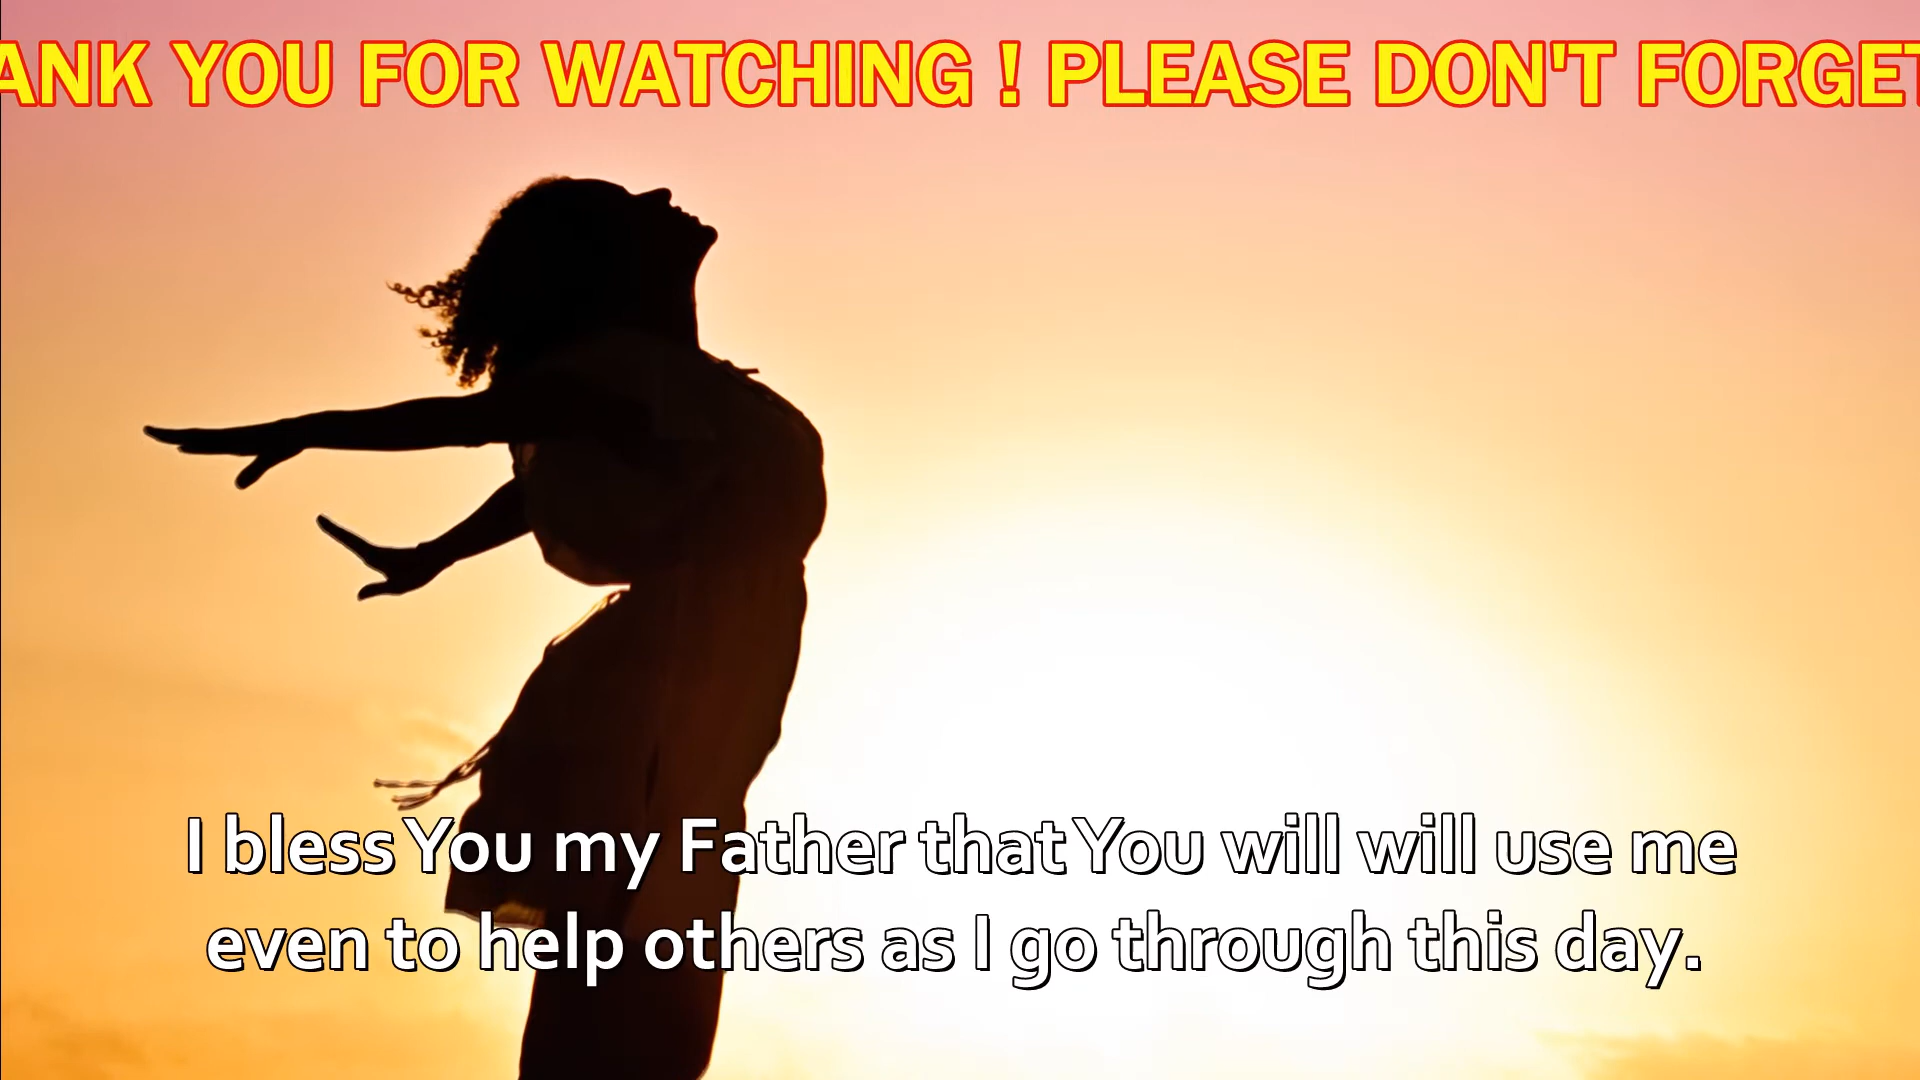 ANK YOU FOR WATCHING ! PLEASE DON'T FORGET
I bless You my Father that You will will use me
even to help others as I go through this day.